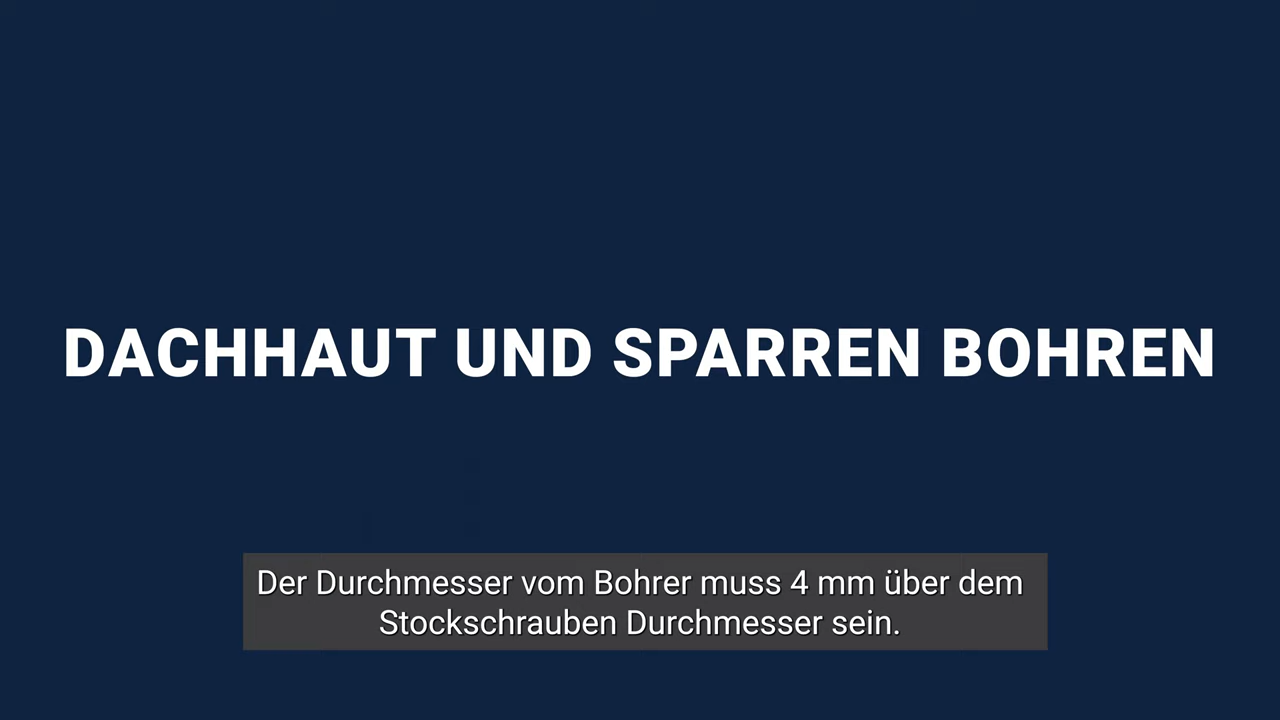 DACHHAUT UND SPARREN BOHREN
Der Durchmesser vom Bohrer muss 4 mm über dem
Stockschrauben Durchmesser sein.